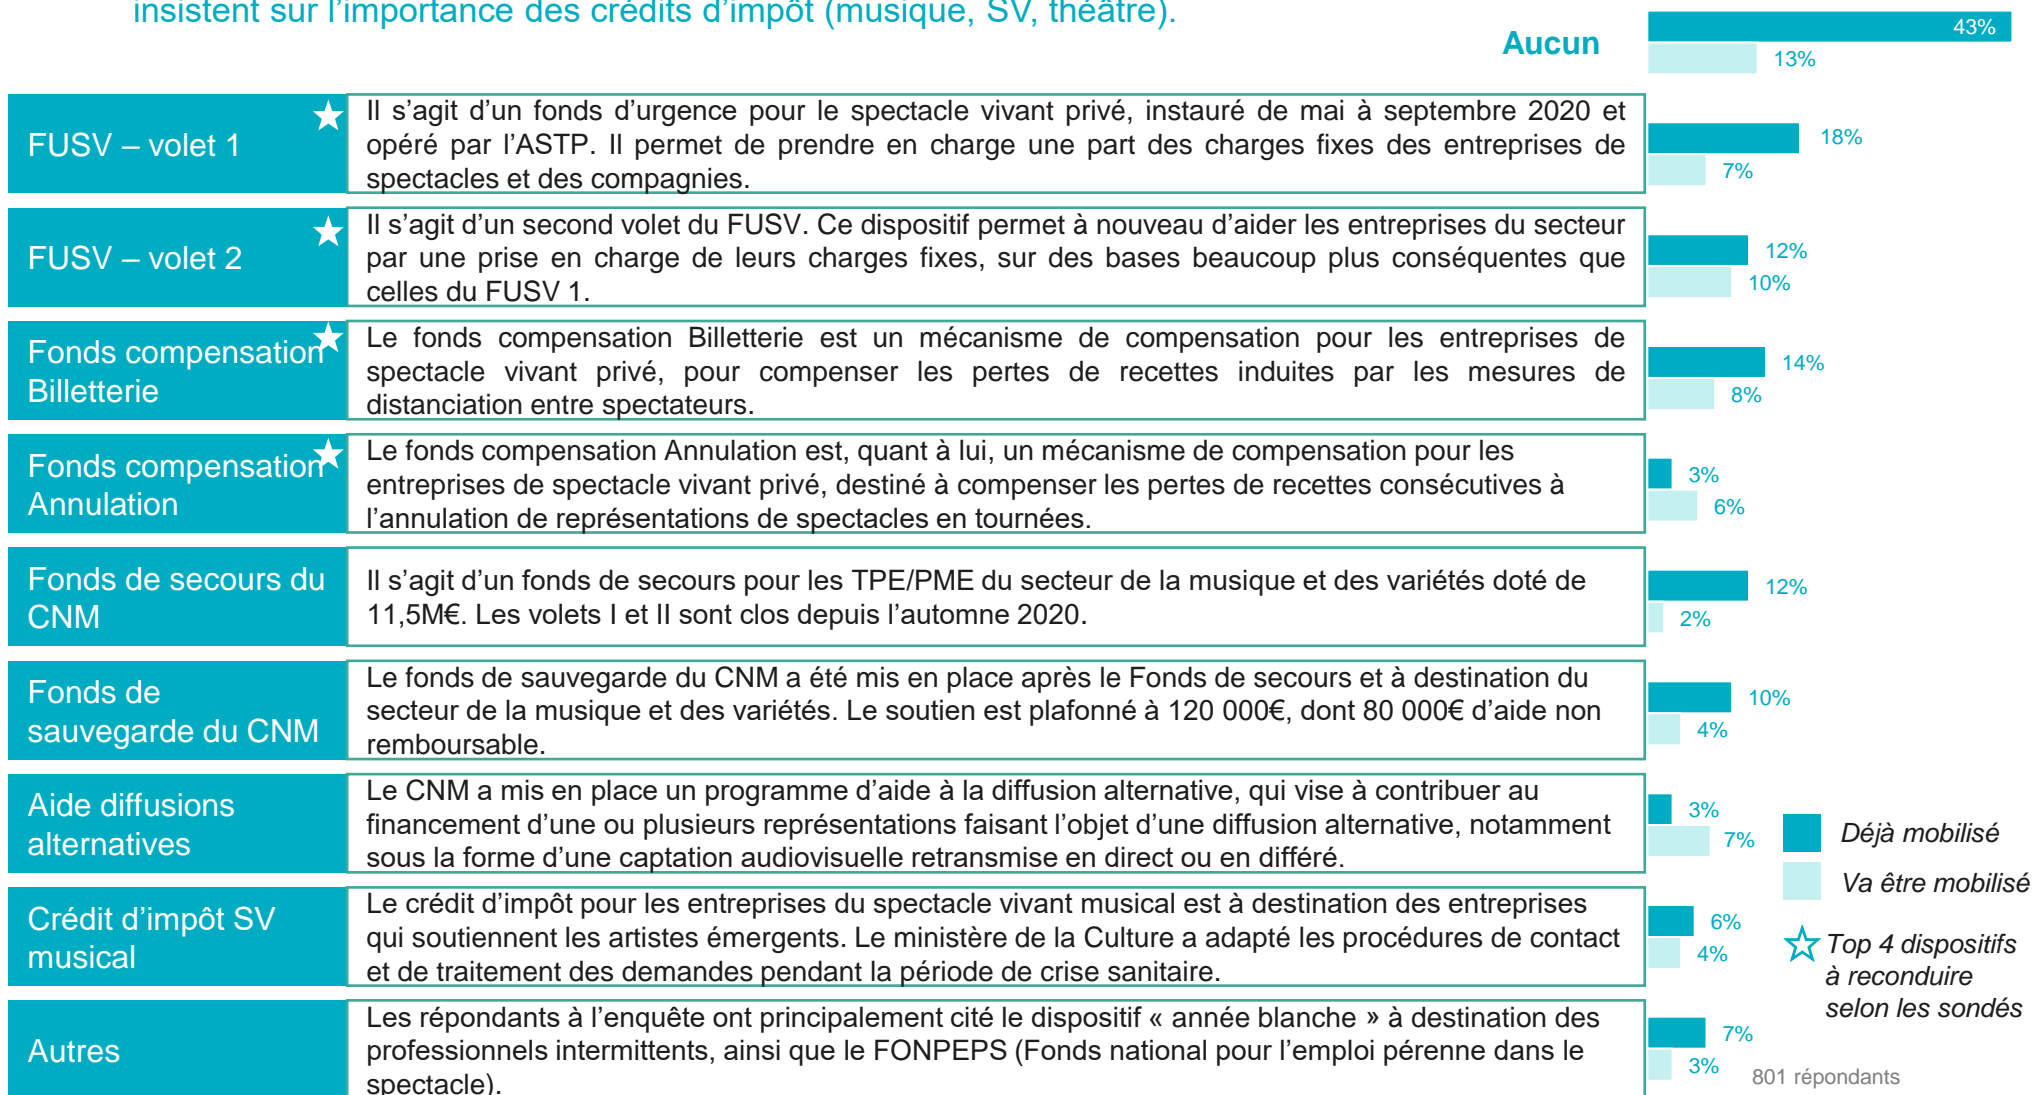 insistent sur l'importance des crédits d'impôt (musique, SV, théâtre).
Aucun
43%
13%
FUSV – volet 1
Il s'agit d'un fonds d'urgence pour le spectacle vivant privé, instauré de mai à septembre 2020 et
opéré par l'ASTP. Il permet de prendre en charge une part des charges fixes des entreprises de
spectacles et des compagnies.
18%
7%
FUSV – volet 2
Il s'agit d'un second volet du FUSV. Ce dispositif permet à nouveau d'aider les entreprises du secteur
par une prise en charge de leurs charges fixes, sur des bases beaucoup plus conséquentes que
celles du FUSV 1.
12%
10%
Fonds compensation
Billetterie
Le fonds compensation Billetterie est un mécanisme de compensation pour les entreprises de
spectacle vivant privé, pour compenser les pertes de recettes induites par les mesures de
distanciation entre spectateurs.
14%
8%
Fonds compensation
Annulation
Le fonds compensation Annulation est, quant à lui, un mécanisme de compensation pour les
entreprises de spectacle vivant privé, destiné à compenser les pertes de recettes consécutives à
l'annulation de représentations de spectacles en tournées.
3%
6%
Fonds de secours du
CNM
Il s'agit d'un fonds de secours pour les TPE/PME du secteur de la musique et des variétés doté de
11,5M€. Les volets I et II sont clos depuis l'automne 2020.
12%
2%
Fonds de
sauvegarde du CNM
Le fonds de sauvegarde du CNM a été mis en place après le Fonds de secours et à destination du
secteur de la musique et des variétés. Le soutien est plafonné à 120 000€, dont 80 000€ d'aide non
remboursable.
10%
4%
Aide diffusions
alternatives
Le CNM a mis en place un programme d'aide à la diffusion alternative, qui vise à contribuer au
financement d'une ou plusieurs représentations faisant l'objet d'une diffusion alternative, notamment
sous la forme d'une captation audiovisuelle retransmise en direct ou en différé.
3%
7%
Déjà mobilisé
Va être mobilisé
Crédit d'impôt SV
musical
Le crédit d'impôt pour les entreprises du spectacle vivant musical est à destination des entreprises
qui soutiennent les artistes émergents. Le ministère de la Culture a adapté les procédures de contact
et de traitement des demandes pendant la période de crise sanitaire.
6%
4%
Top 4 dispositifs
à reconduire
selon les sondés
Autres
Les répondants à l'enquête ont principalement cité le dispositif « année blanche » à destination des
professionnels intermittents, ainsi que le FONPEPS (Fonds national pour l'emploi pérenne dans le
spectacle).
7%
3%
801 répondants